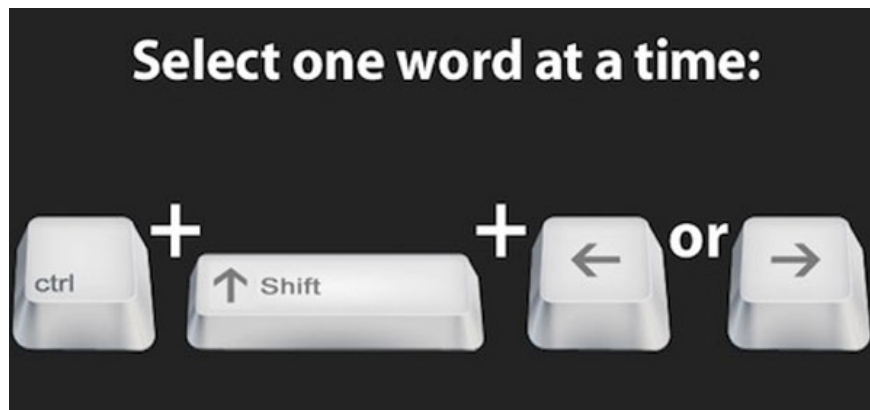 Select one word at a time:
ctrl + ↑ Shift + ← or →